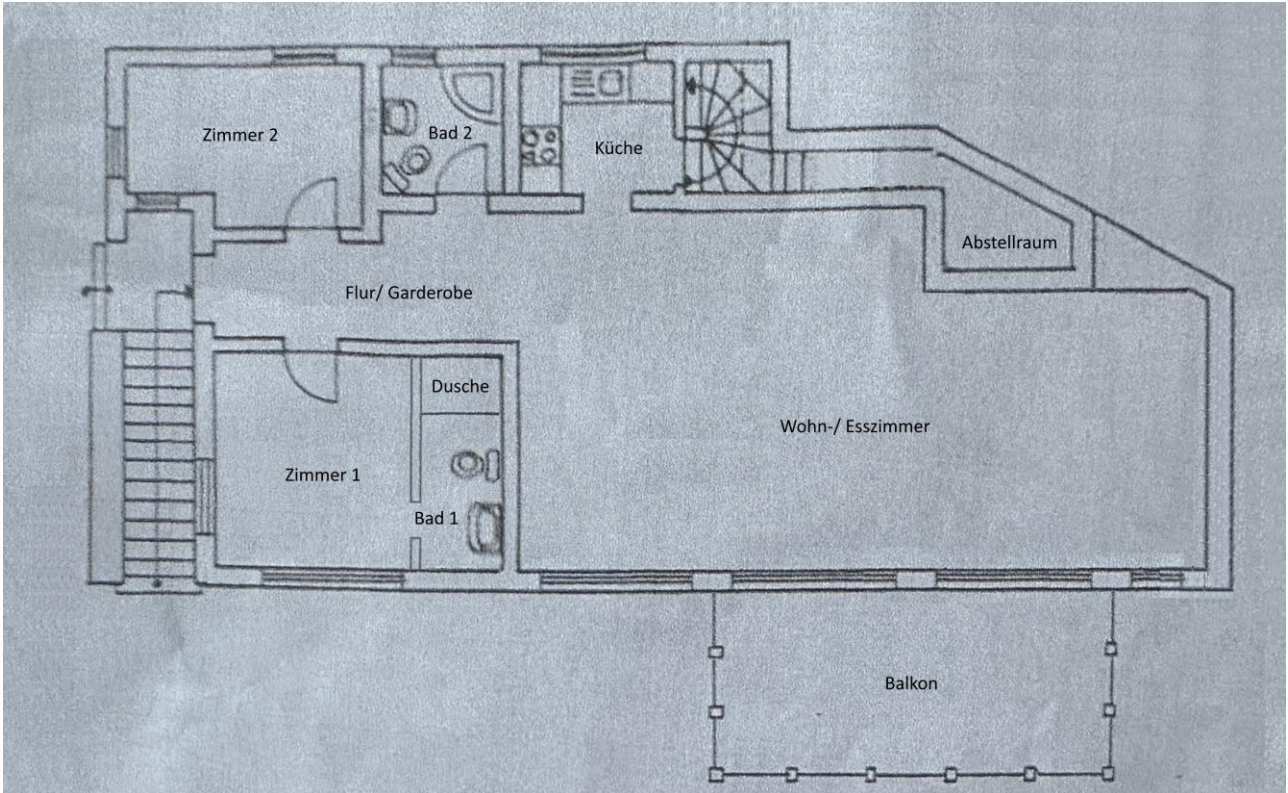 Zimmer 2
Bad 2
Küche
Abstellraum
Flur/ Garderobe
Dusche
Wohn-/ Esszimmer
Zimmer 1
Bad 1
Balkon